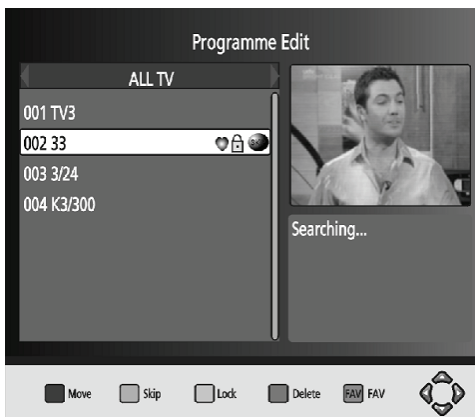 Programme Edit
ALL TV
001 TV3
002 33
003 3/24
004 K3/300
Searching...
Move Skip Lock Delete FAV FAV